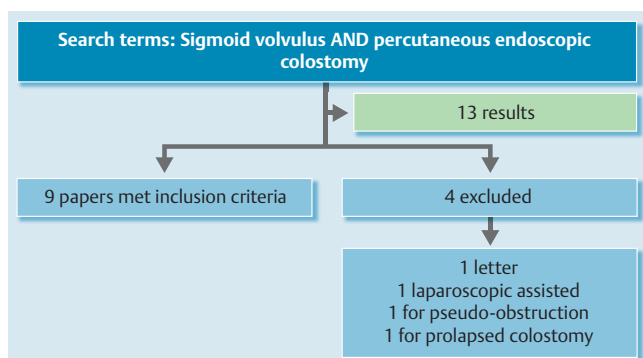 Search terms: Sigmoid volvulus AND percutaneous endoscopic
colostomy
13 results
9 papers met inclusion criteria
4 excluded
1 letter
1 laparoscopic assisted
1 for pseudo-obstruction
1 for prolapsed colostomy